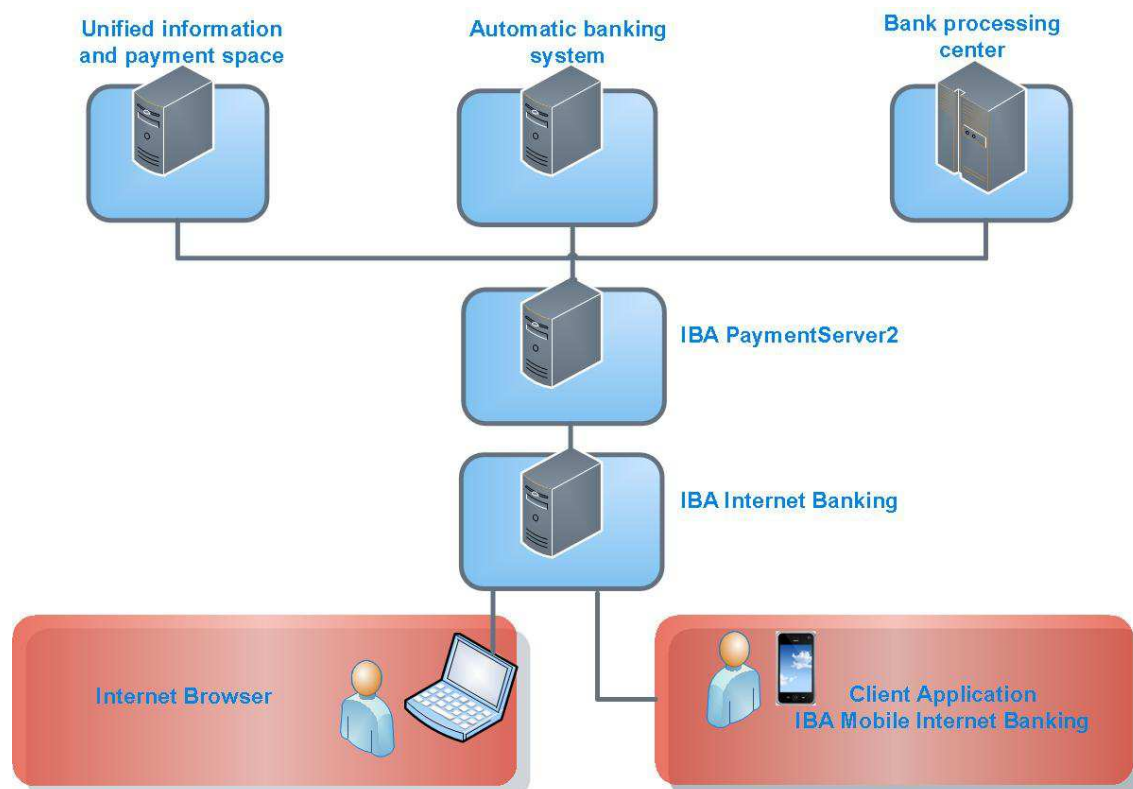 Unified information
and payment space
Automatic banking
system
Bank processing
center
IBA PaymentServer2
IBA Internet Banking
Internet Browser
Client Application
IBA Mobile Internet Banking